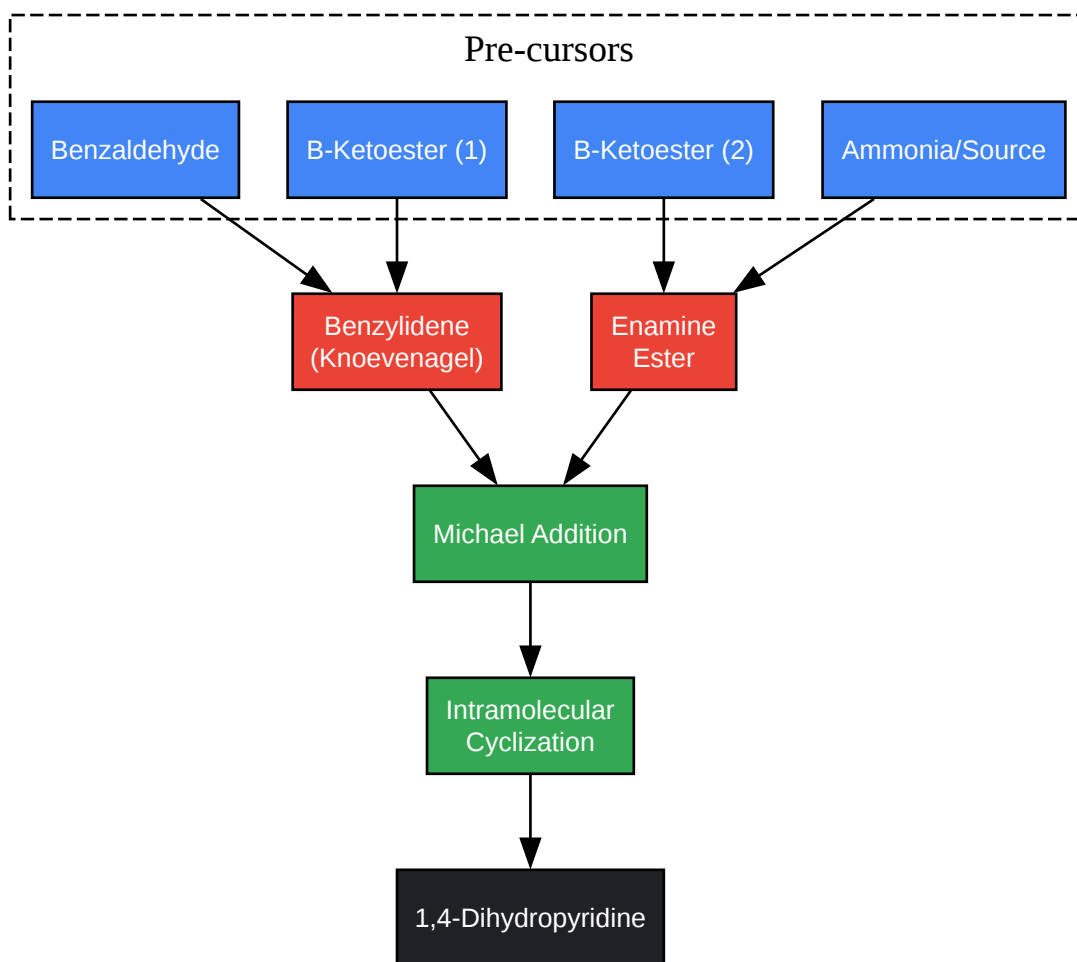 Pre-cursors
Benzaldehyde
B-Ketoester (1)
B-Ketoester (2)
Ammonia/Source
Benzylidene
(Knoevenagel)
Enamine
Ester
Michael Addition
Intramolecular
Cyclization
1,4-Dihydropyridine